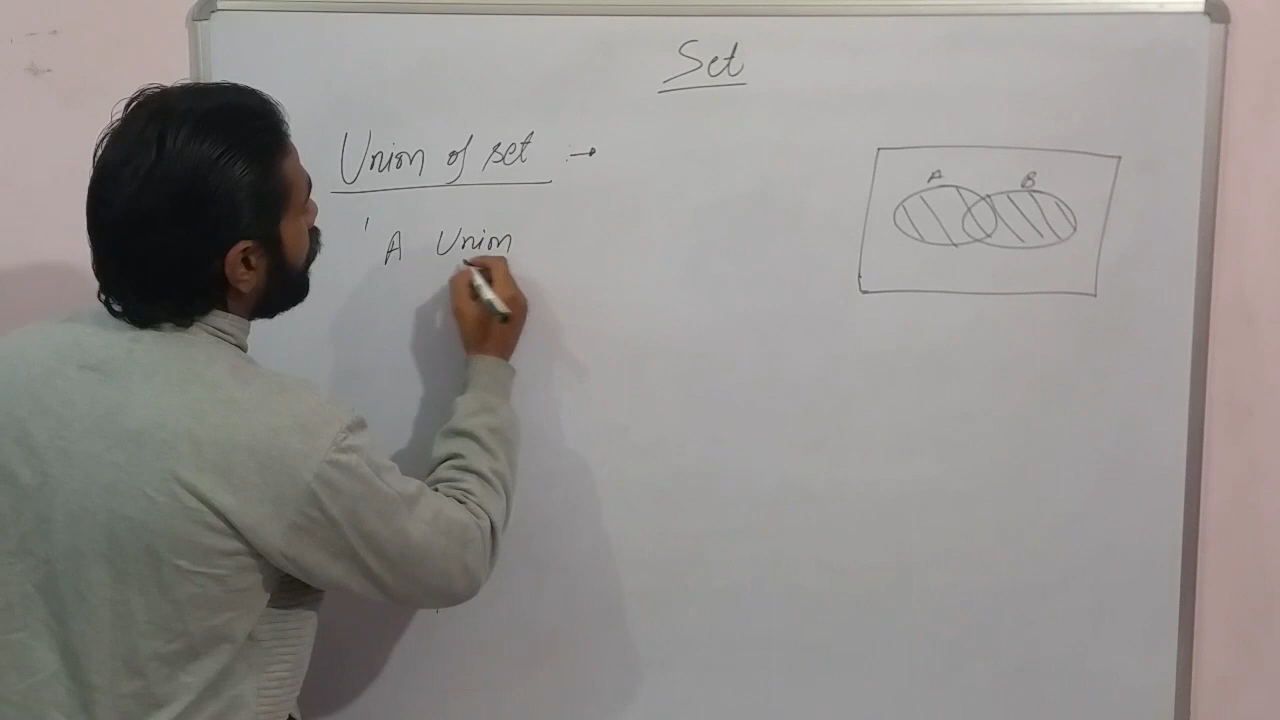 Set
Union of set :→
' A Union
A B